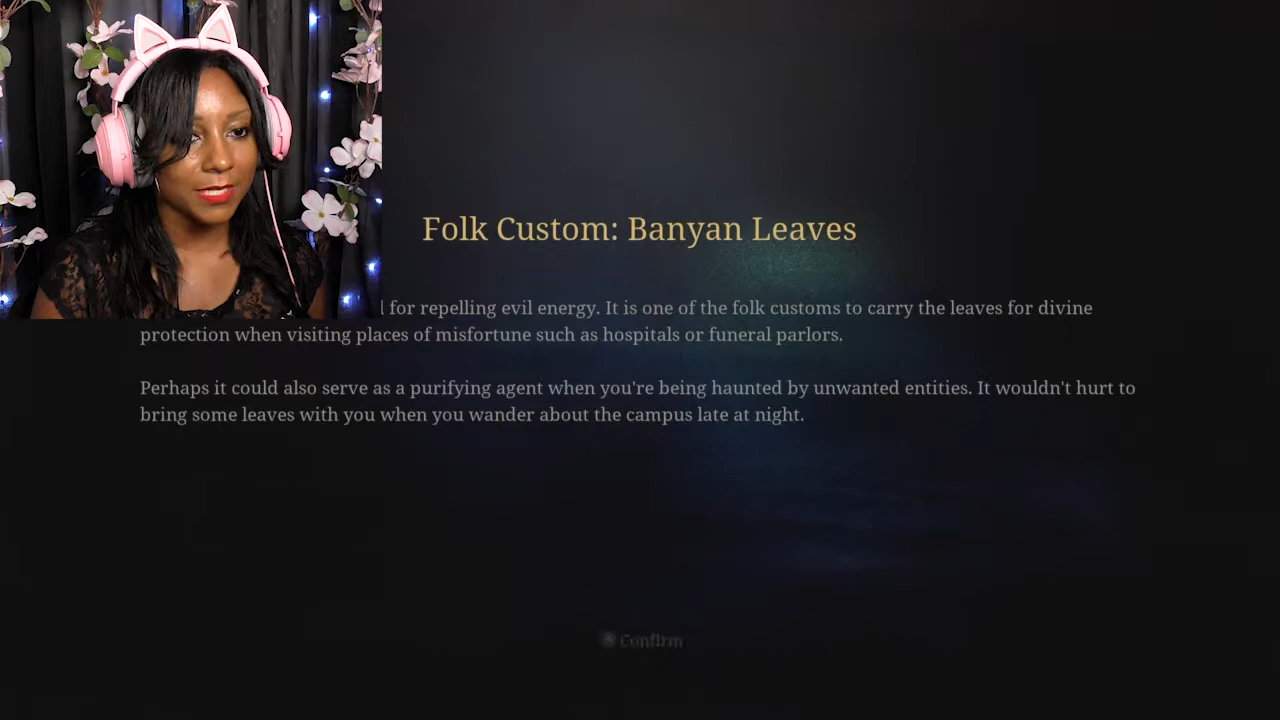 Folk Custom: Banyan Leaves
for repelling evil energy. It is one of the folk customs to carry the leaves for divine
protection when visiting places of misfortune such as hospitals or funeral parlors.
Perhaps it could also serve as a purifying agent when you're being haunted by unwanted entities. It wouldn't hurt to
bring some leaves with you when you wander about the campus late at night.
Confirm